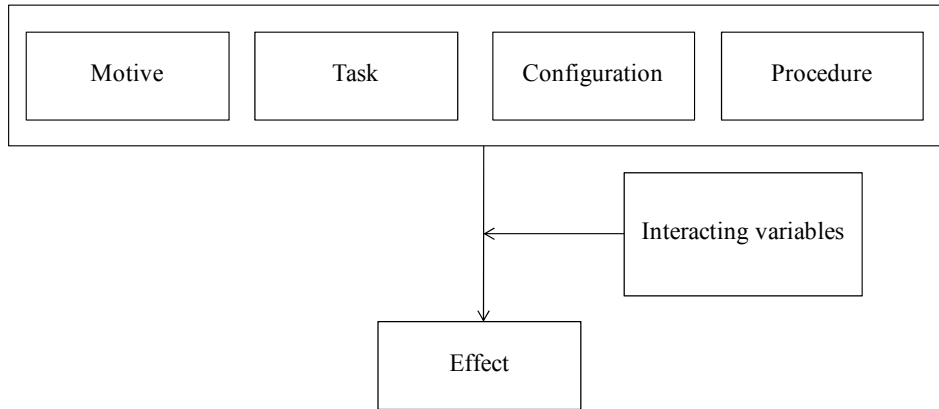 Motive
Task
Configuration
Procedure
Interacting variables
Effect